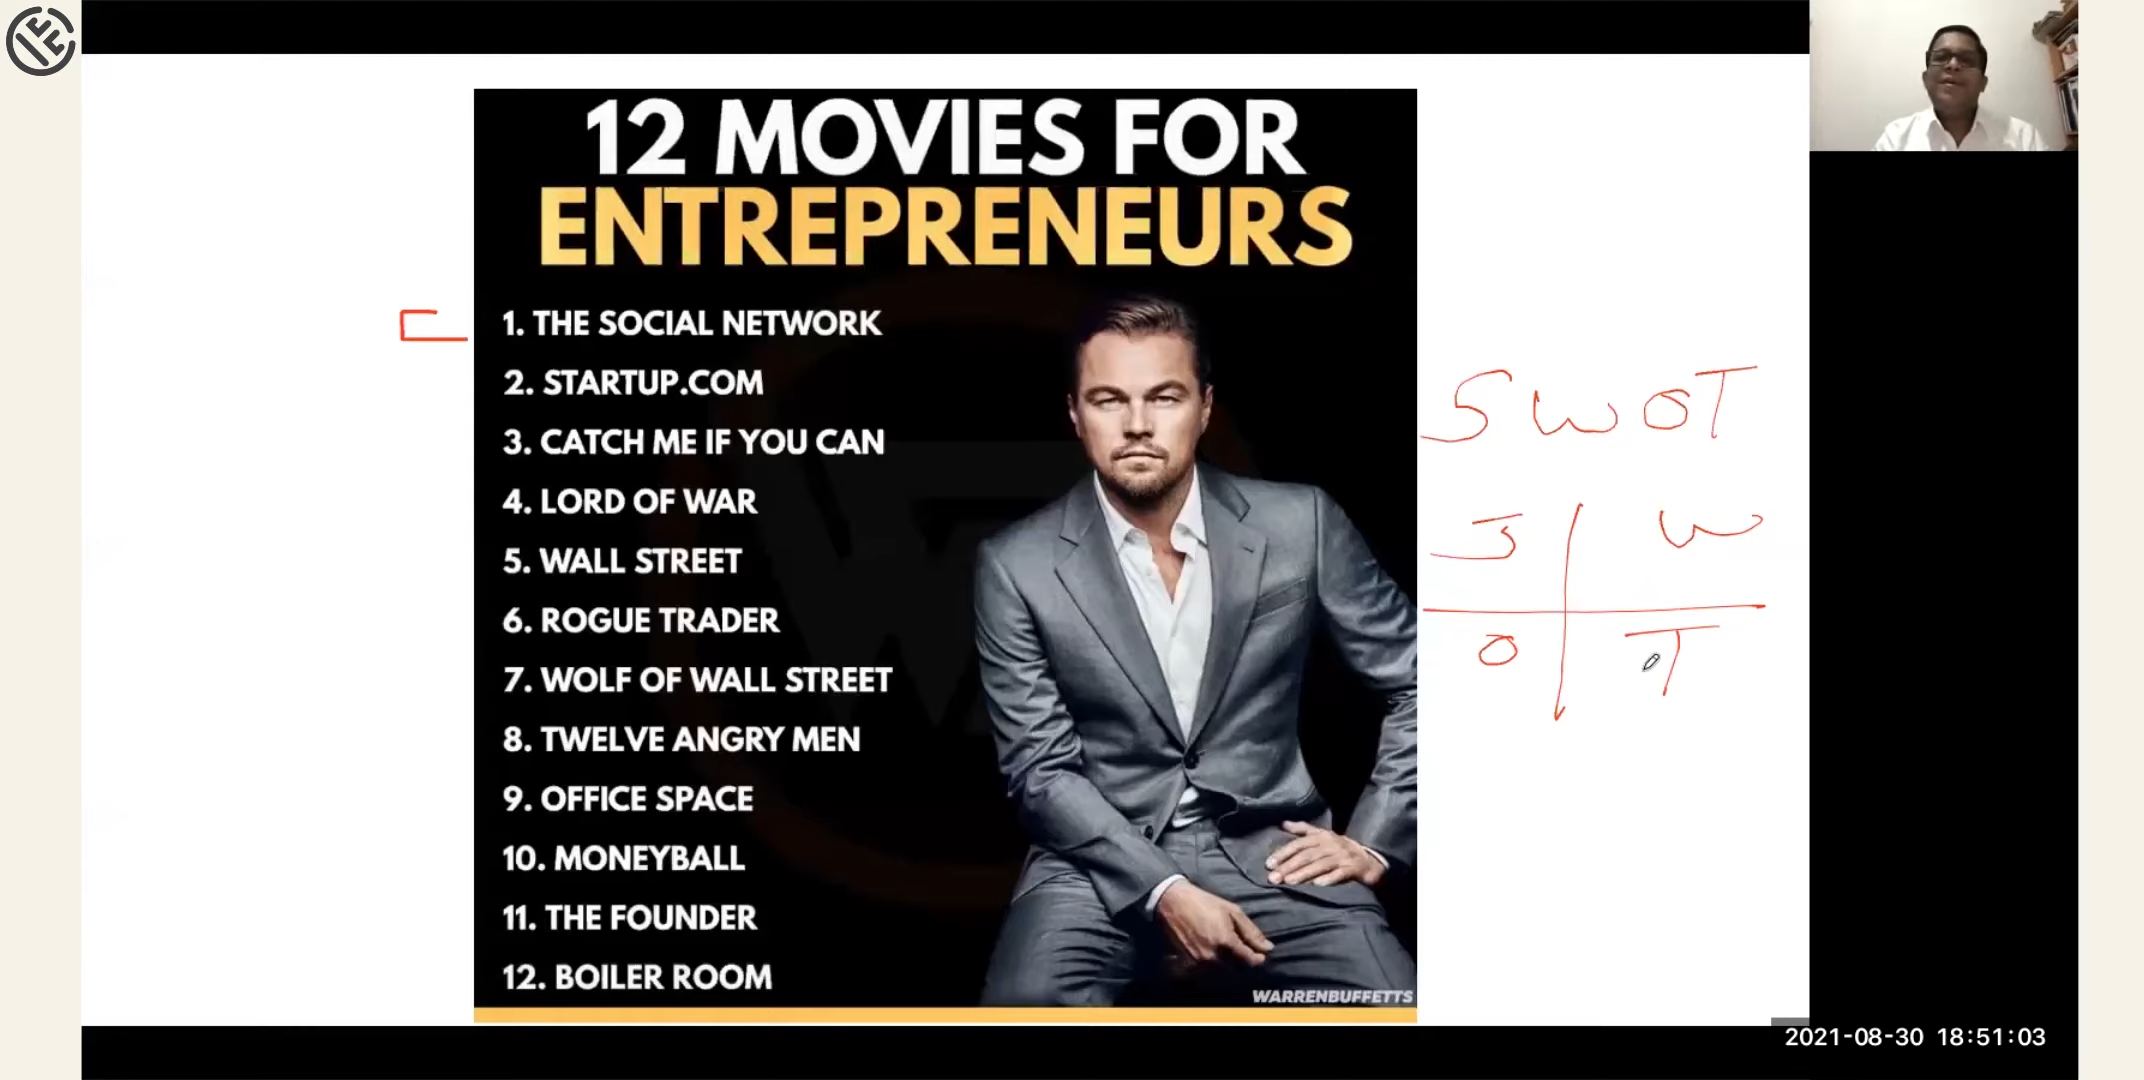 12 MOVIES FOR
ENTREPRENEURS
1. THE SOCIAL NETWORK
2. STARTUP.COM
3. CATCH ME IF YOU CAN
4. LORD OF WAR
5. WALL STREET
6. ROGUE TRADER
7. WOLF OF WALL STREET
8. TWELVE ANGRY MEN
9. OFFICE SPACE
10. MONEYBALL
11. THE FOUNDER
12. BOILER ROOM
WARRENBUFFETTS
SWOT
S W
O T
2021-08-30 18:51:03